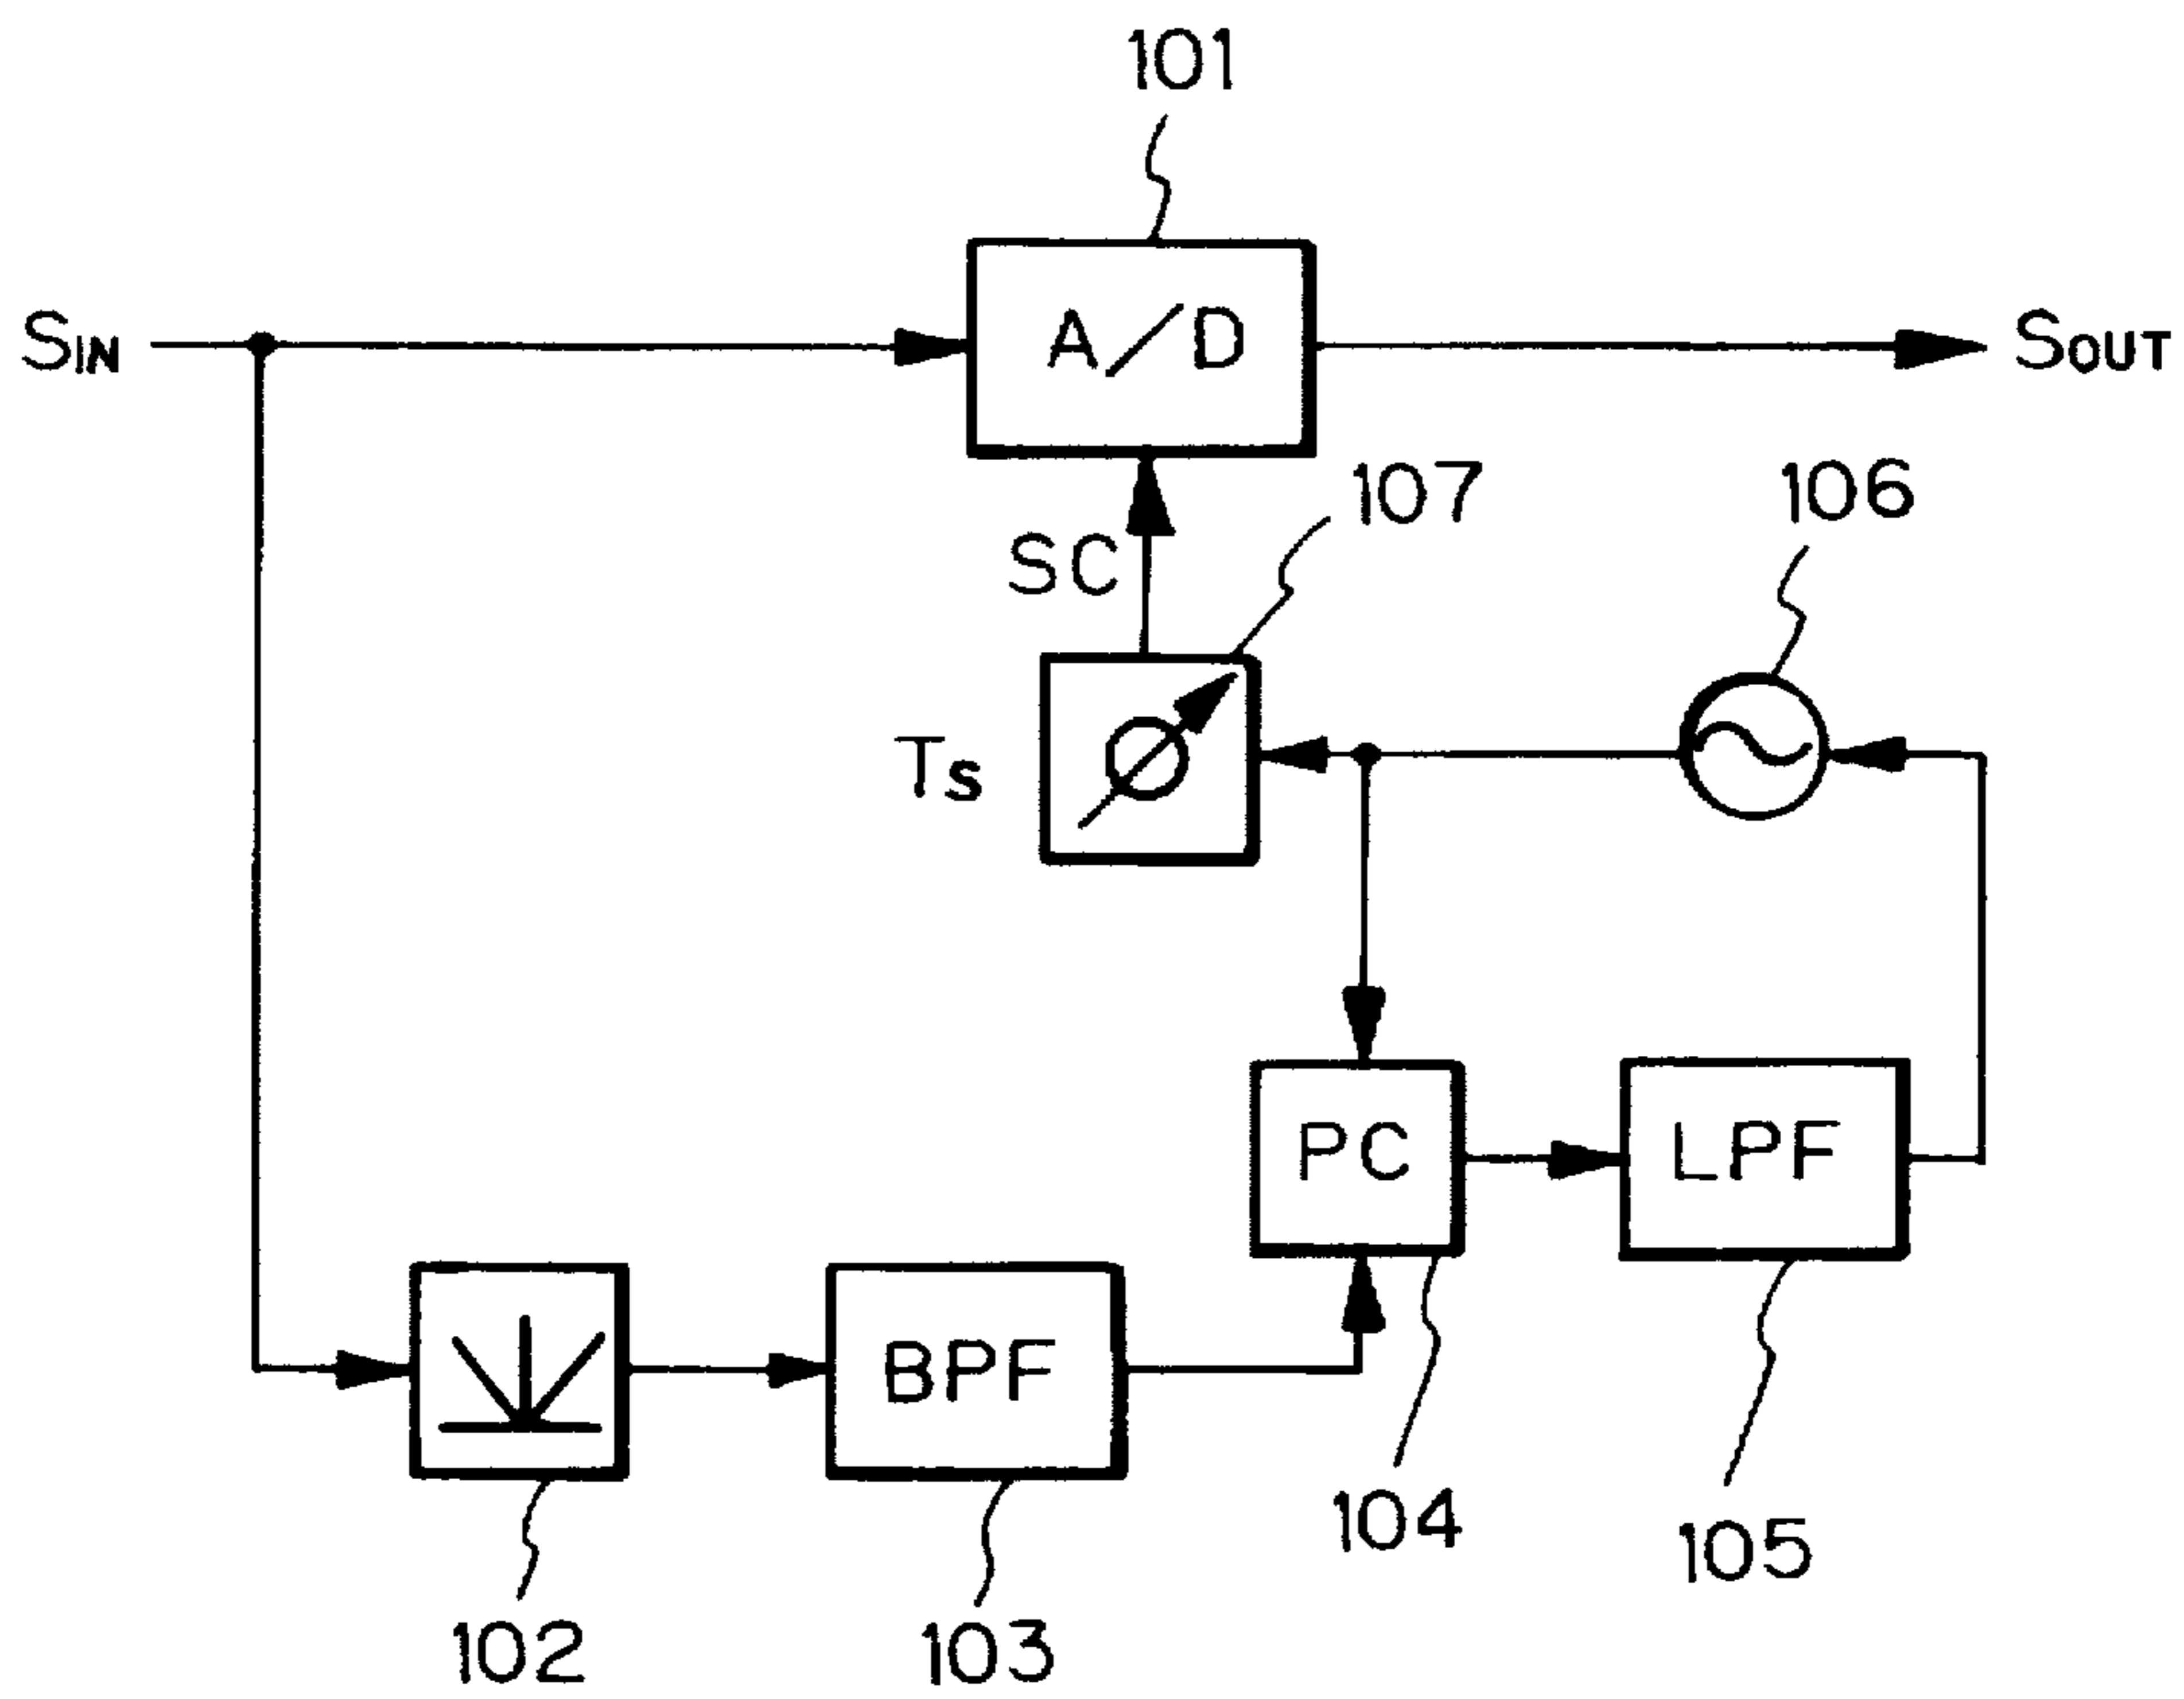 101
SIN
A/D
SOUT
107
106
SC
Ts
PC
LPF
BPF
104
105
102
103